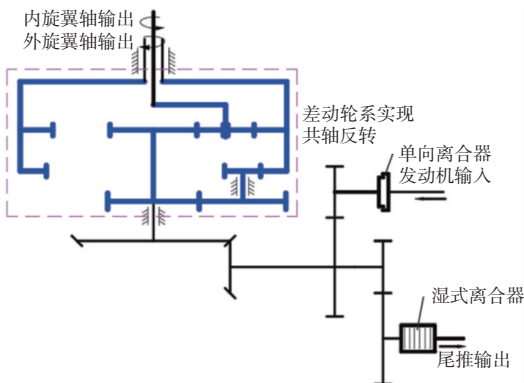 内旋翼轴输出
外旋翼轴输出
差动轮系实现
共轴反转
单向离合器
发动机输入
湿式离合器
尾推输出